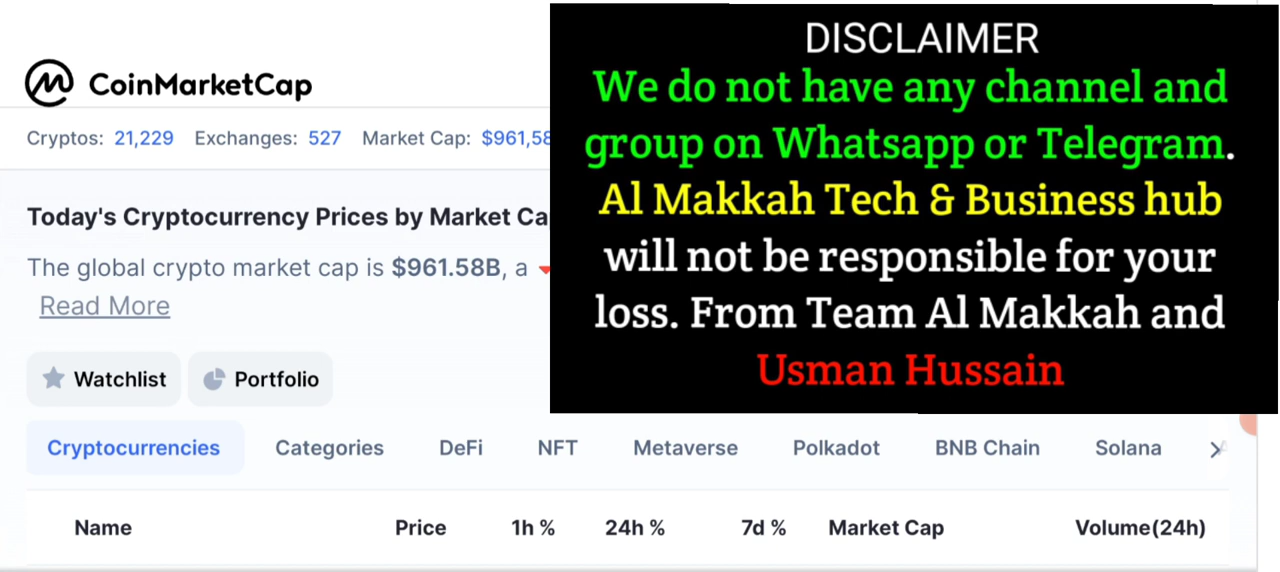 CoinMarketCap
Cryptos: 21,229 Exchanges: 527 Market Cap: $961,58
Today's Cryptocurrency Prices by Market Ca
The global crypto market cap is $961.58B, a
Read More
Watchlist Portfolio
DISCLAIMER
We do not have any channel and
group on Whatsapp or Telegram.
Al Makkah Tech & Business hub
will not be responsible for your
loss. From Team Al Makkah and
Usman Hussain
Cryptocurrencies Categories DeFi NFT Metaverse Polkadot BNB Chain Solana
Name Price 1h % 24h % 7d % Market Cap Volume(24h)